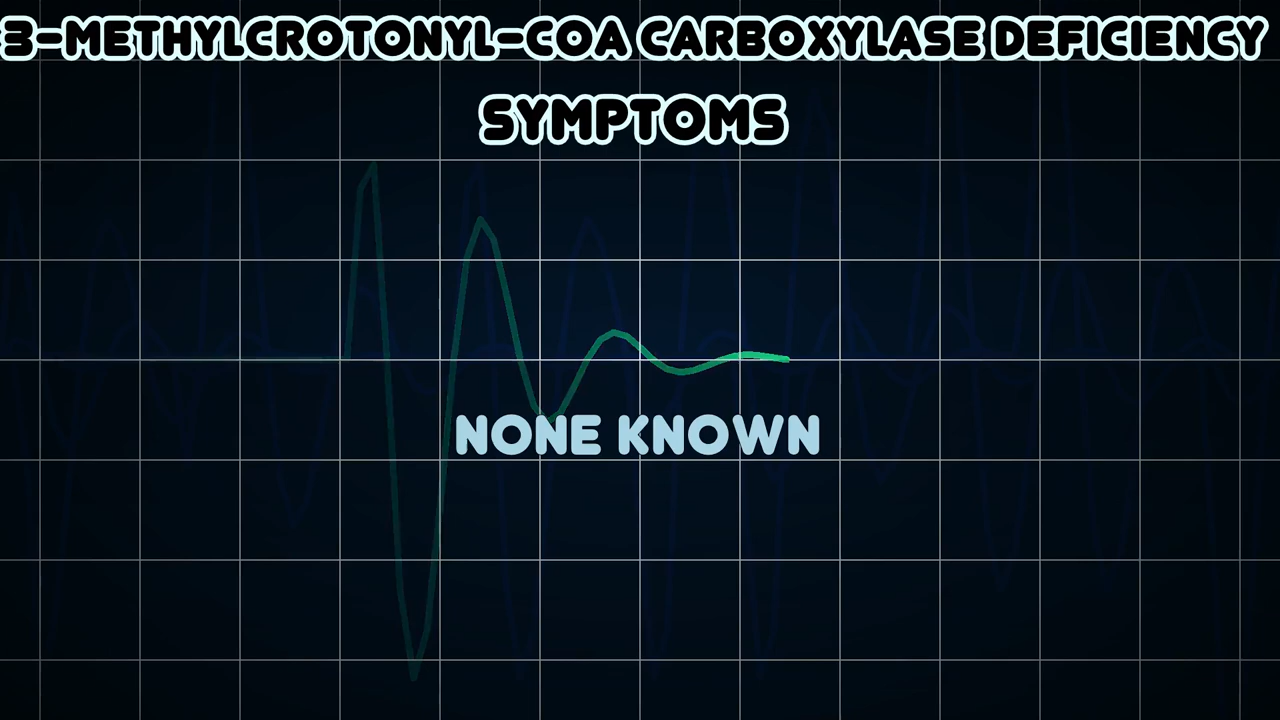 3-METHYLCROTONYL-COA CARBOXYLASE DEFICIENCY
SYMPTOMS
NONE KNOWN